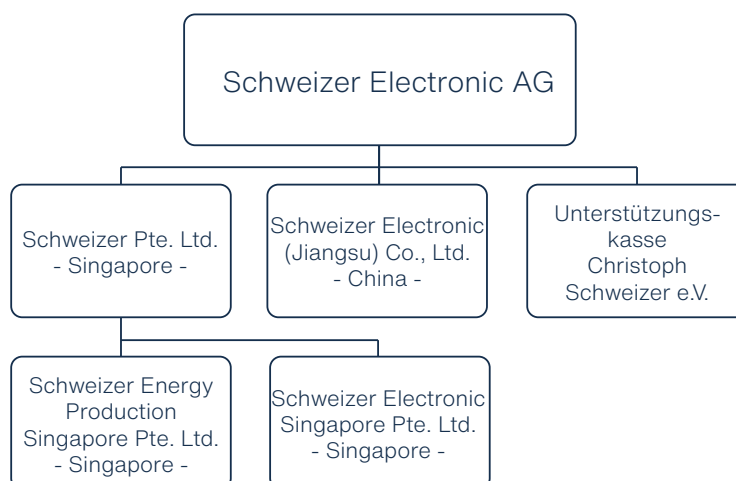 Schweizer Electronic AG
Schweizer Pte. Ltd.
- Singapore -
Schweizer Electronic
(Jiangsu) Co., Ltd.
- China -
Unterstützungs-
kasse
Christoph
Schweizer e.V.
Schweizer Energy
Production
Singapore Pte. Ltd.
- Singapore -
Schweizer Electronic
Singapore Pte. Ltd.
- Singapore -